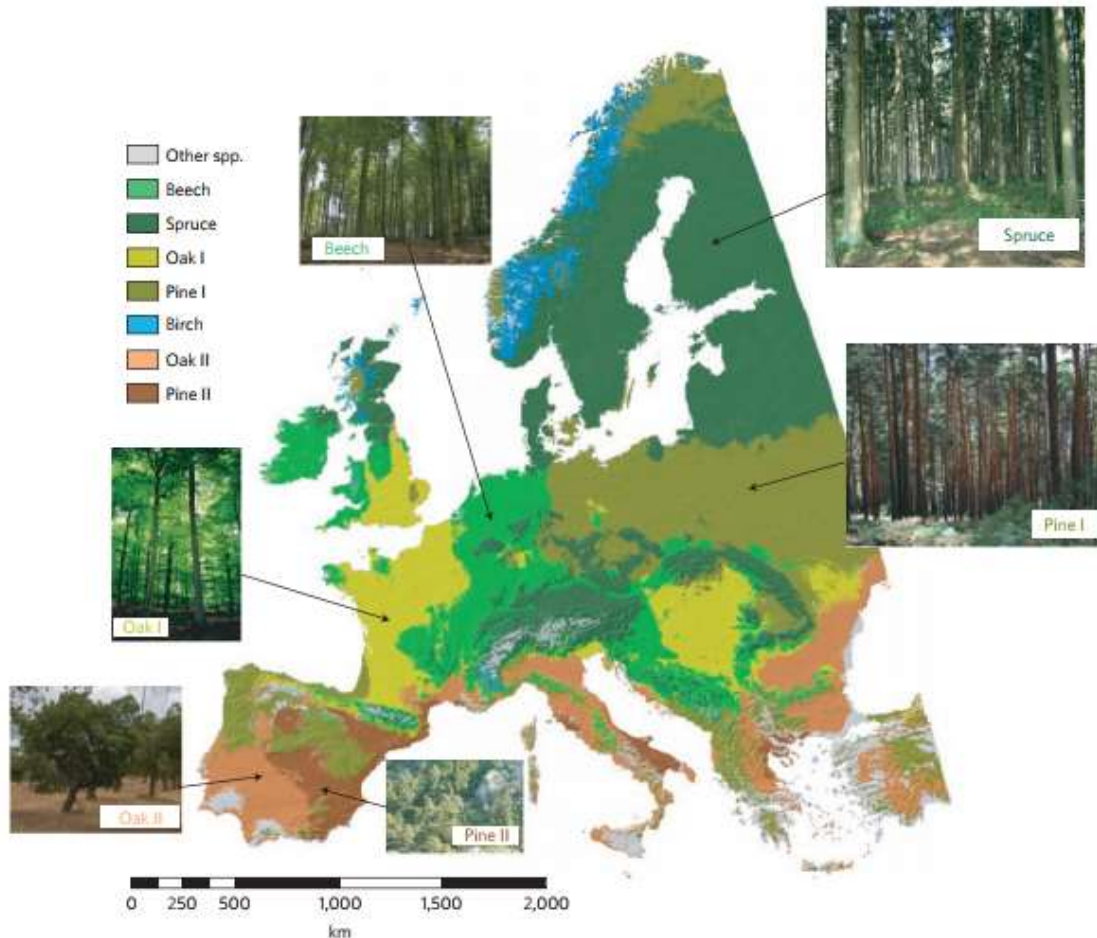 Other spp.
Beech
Spruce
Oak I
Pine I
Birch
Oak II
Pine II
Beech
Spruce
Pine I
Oak I
Oak II
Pine II
0 250 500 1,000 1,500 2,000
km